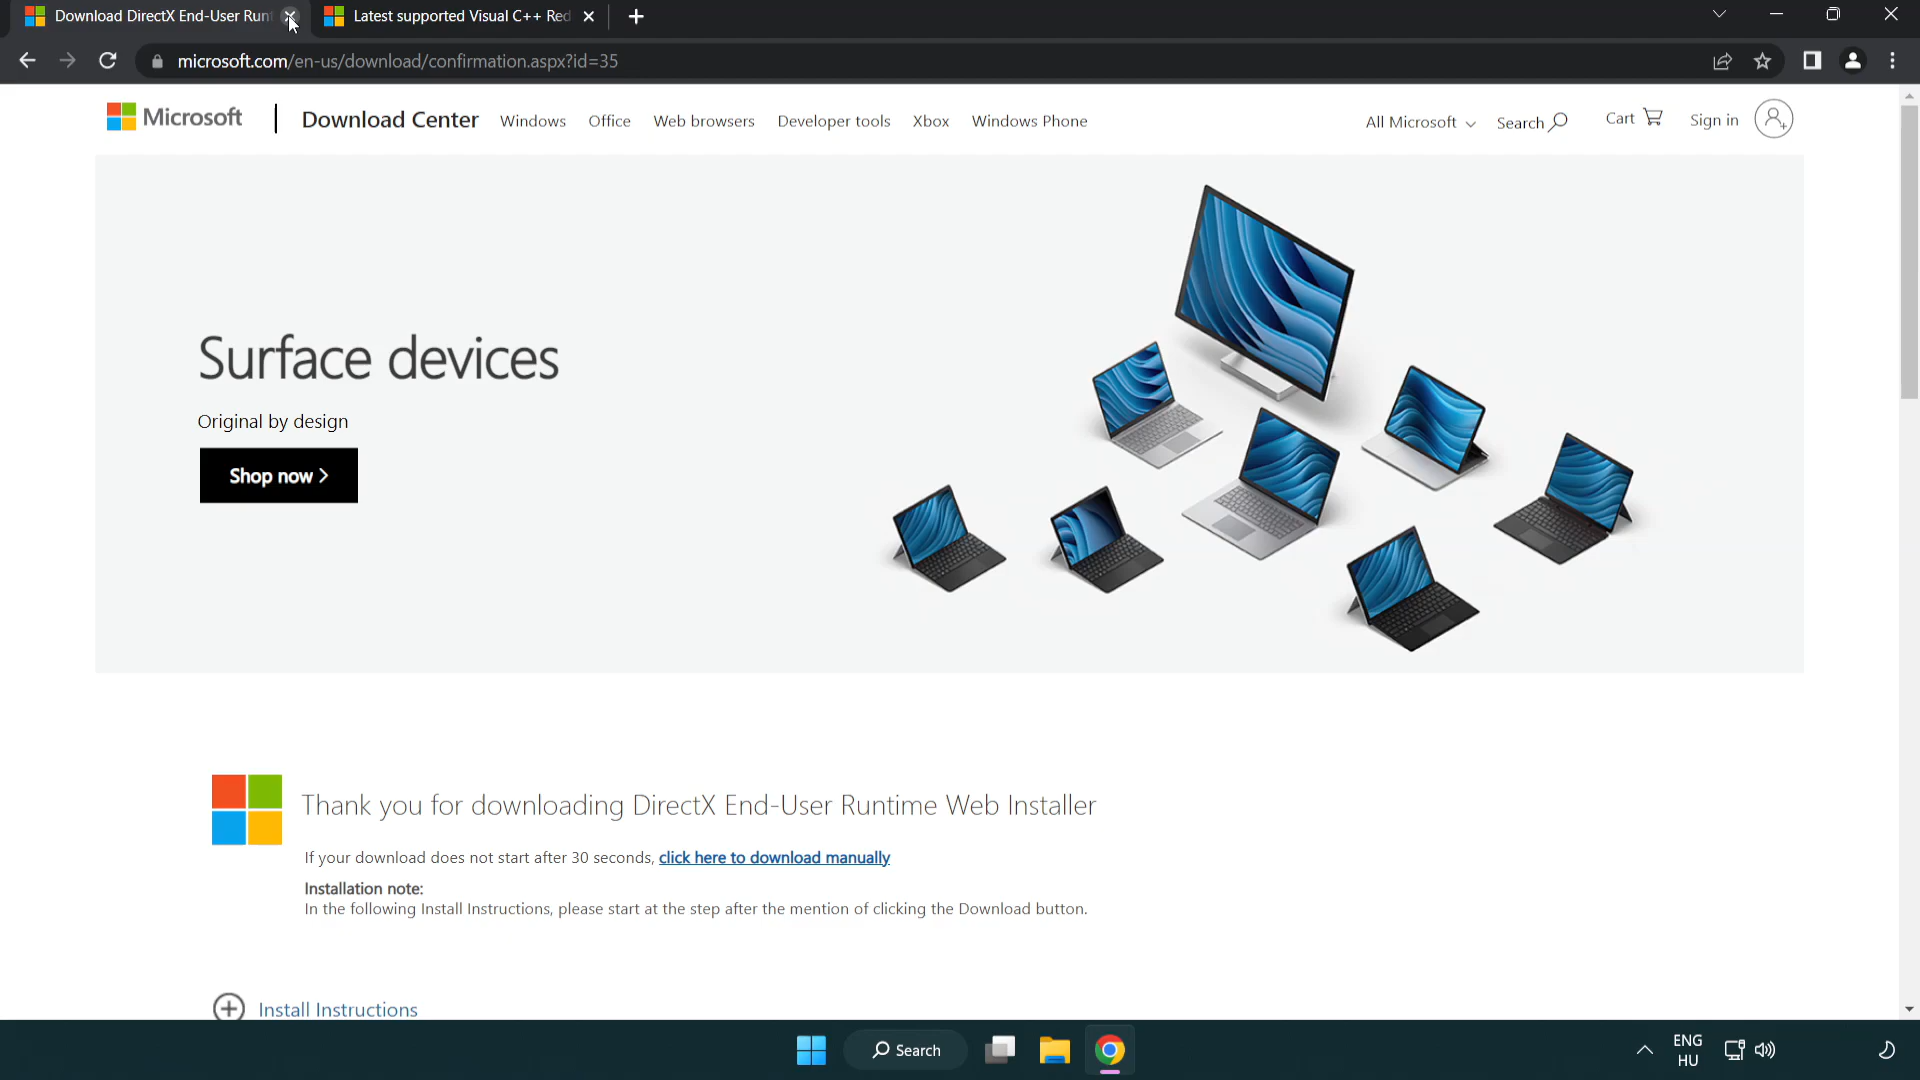 Download DirectX End-User Runt
Latest supported Visual C++ Red
microsoft.com/en-us/download/confirmation.aspx?id=35
Microsoft
Download Center
Windows
Office
Web browsers
Developer tools
Xbox
Windows Phone
All Microsoft
Search
Cart
Sign in
Surface devices
Original by design
Shop now
Thank you for downloading DirectX End-User Runtime Web Installer
If your download does not start after 30 seconds, click here to download manually
Installation note:
In the following Install Instructions, please start at the step after the mention of clicking the Download button.
Install Instructions
Search
ENG
HU